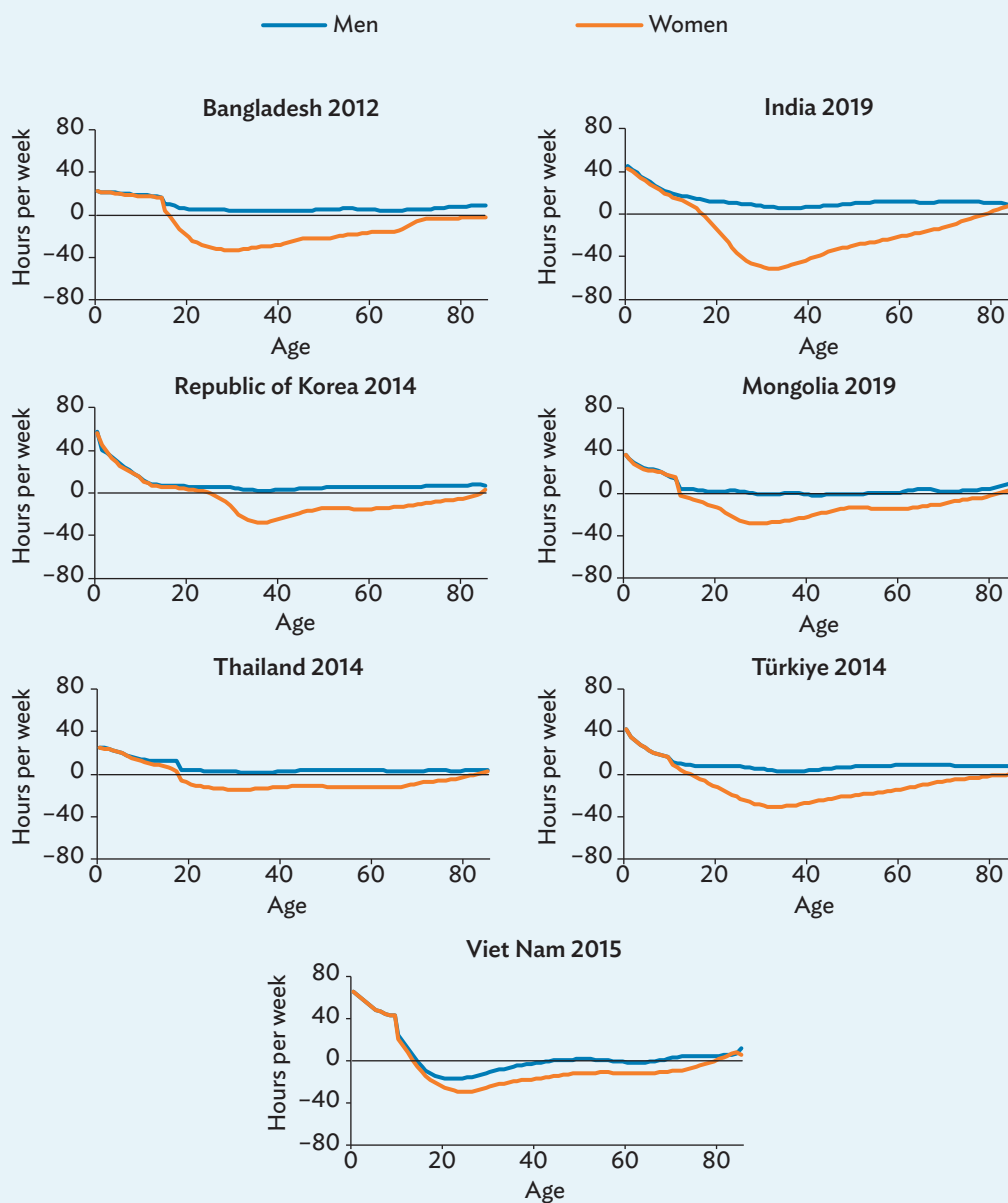 Men Women
Bangladesh 2012
Hours per week
80
40
0
−40
−80
0 20 40 60 80
Age
India 2019
Hours per week
80
40
0
−40
−80
0 20 40 60 80
Age
Republic of Korea 2014
Hours per week
80
40
0
−40
−80
0 20 40 60 80
Age
Mongolia 2019
Hours per week
80
40
0
−40
−80
0 20 40 60 80
Age
Thailand 2014
Hours per week
80
40
0
−40
−80
0 20 40 60 80
Age
Türkiye 2014
Hours per week
80
40
0
−40
−80
0 20 40 60 80
Age
Viet Nam 2015
Hours per week
80
40
0
−40
−80
0 20 40 60 80
Age